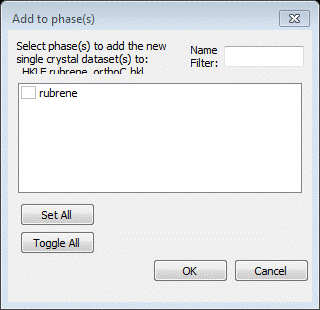 Add to phase(s)
Select phase(s) to add the new
single crystal dataset(s) to:
HKLF rubrene_orthoC.hkl
Name
Filter:
rubrene
Set All
Toggle All
OK
Cancel